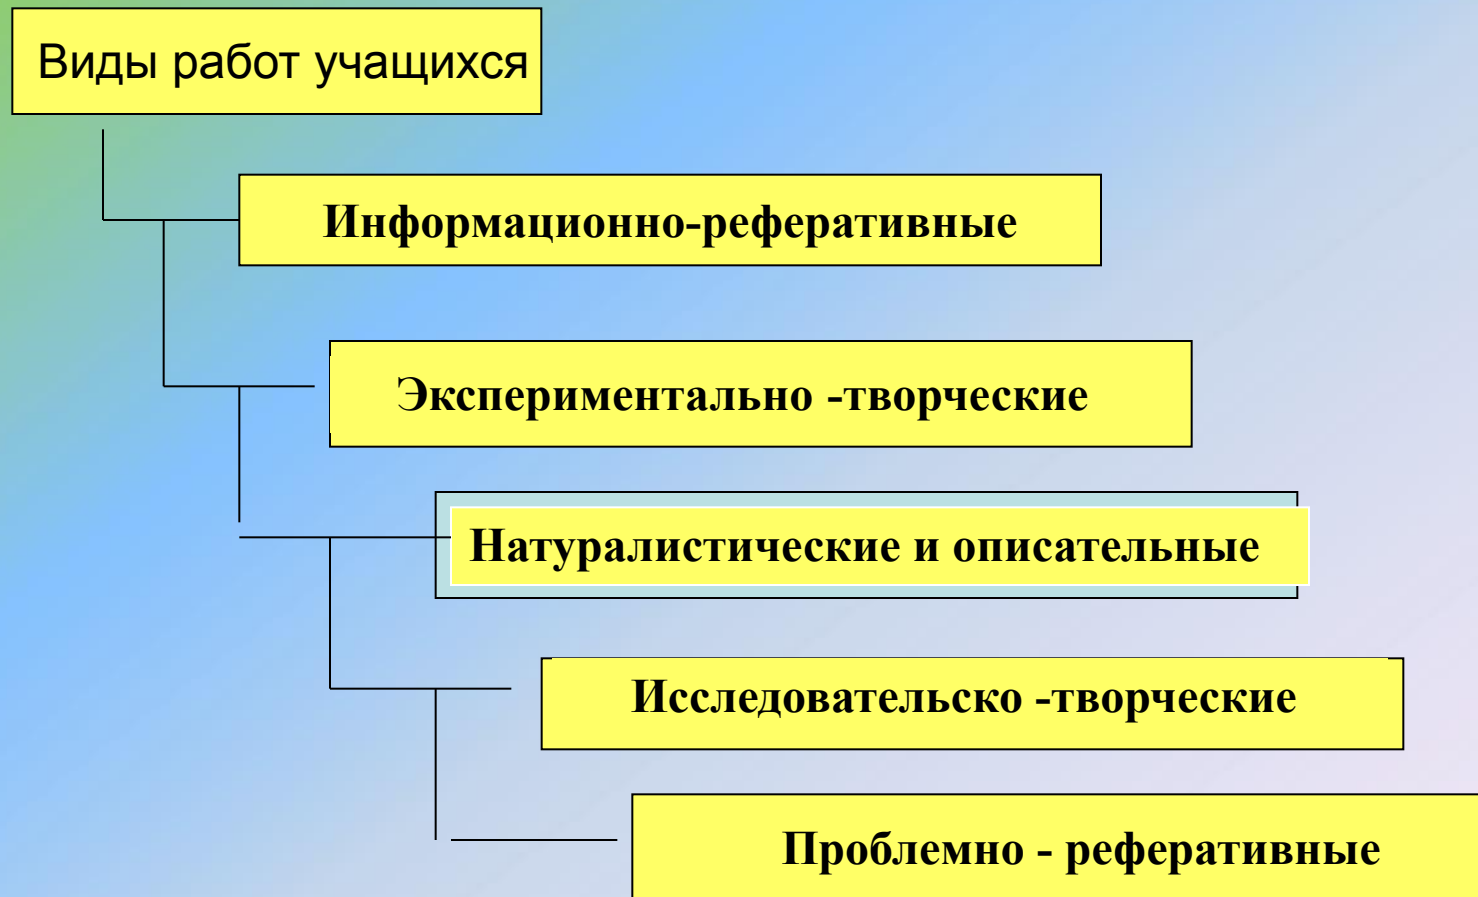 Виды работ учащихся
Информационно-реферативные
Экспериментально -творческие
Натуралистические и описательные
Исследовательско -творческие
Проблемно - реферативные